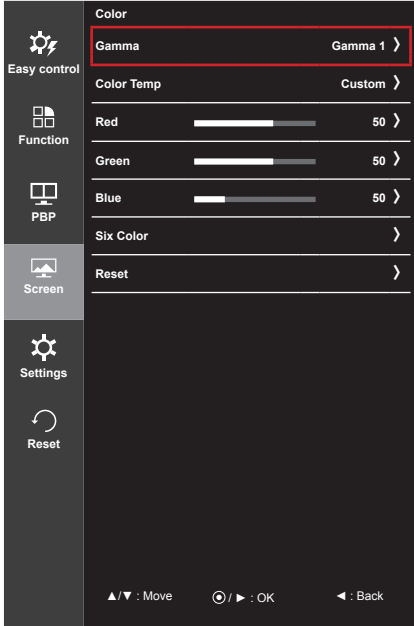 Color
Gamma Gamma 1 ❯
Easy control
Color Temp Custom ❯
Red 50 ❯
Function
Green 50 ❯
Blue 50 ❯
PBP
Six Color ❯
Reset ❯
Screen
Settings
Reset
▲/▼ : Move ⦿ / ► : OK ◄ : Back